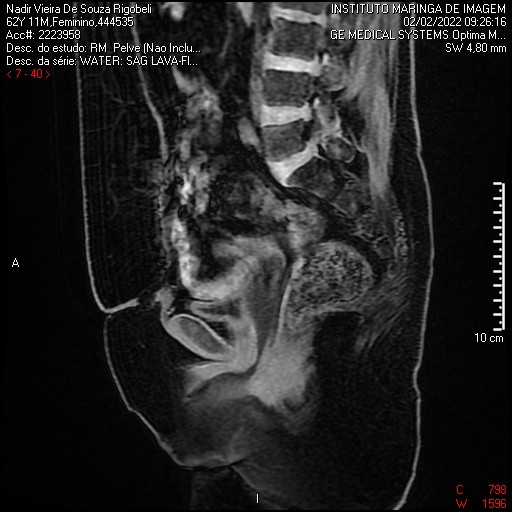 Nadir Vieira De Souza Rigobeli
62Y 11M,Feminino,444535
Acc#: 2223958
Desc. do estudo: RM Pelve (Nao Inclu...
Desc. da série: WATER: SAG LAVA-Fl...
< 7 - 40 >
INSTITUTO MARINGA DE IMAGEM
02/02/2022 09:26:16
GE MEDICAL SYSTEMS Optima M...
SW 4,80 mm
A
10 cm
I
C 798
W 1596